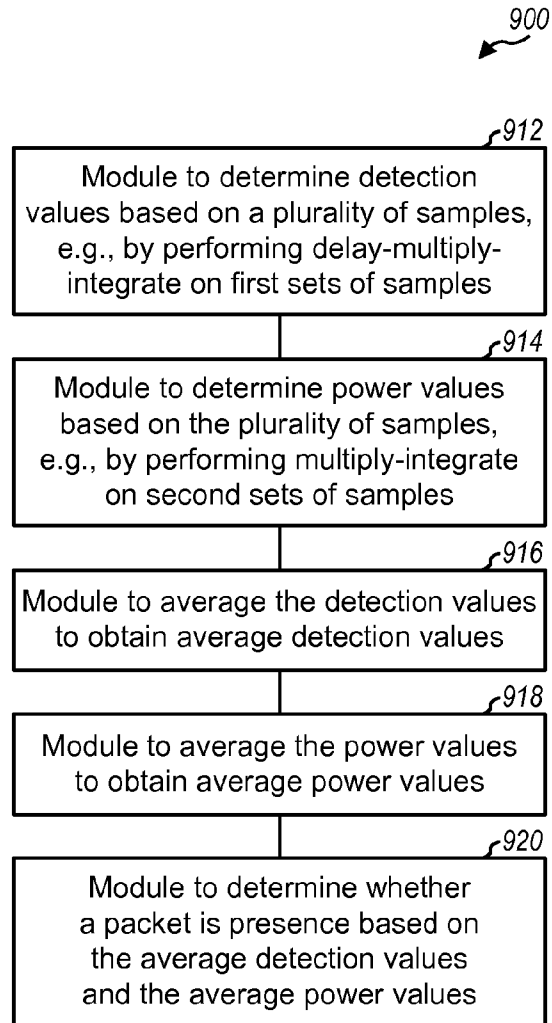 900
912
Module to determine detection
values based on a plurality of samples,
e.g., by performing delay-multiply-
integrate on first sets of samples
914
Module to determine power values
based on the plurality of samples,
e.g., by performing multiply-integrate
on second sets of samples
916
Module to average the detection values
to obtain average detection values
918
Module to average the power values
to obtain average power values
920
Module to determine whether
a packet is presence based on
the average detection values
and the average power values